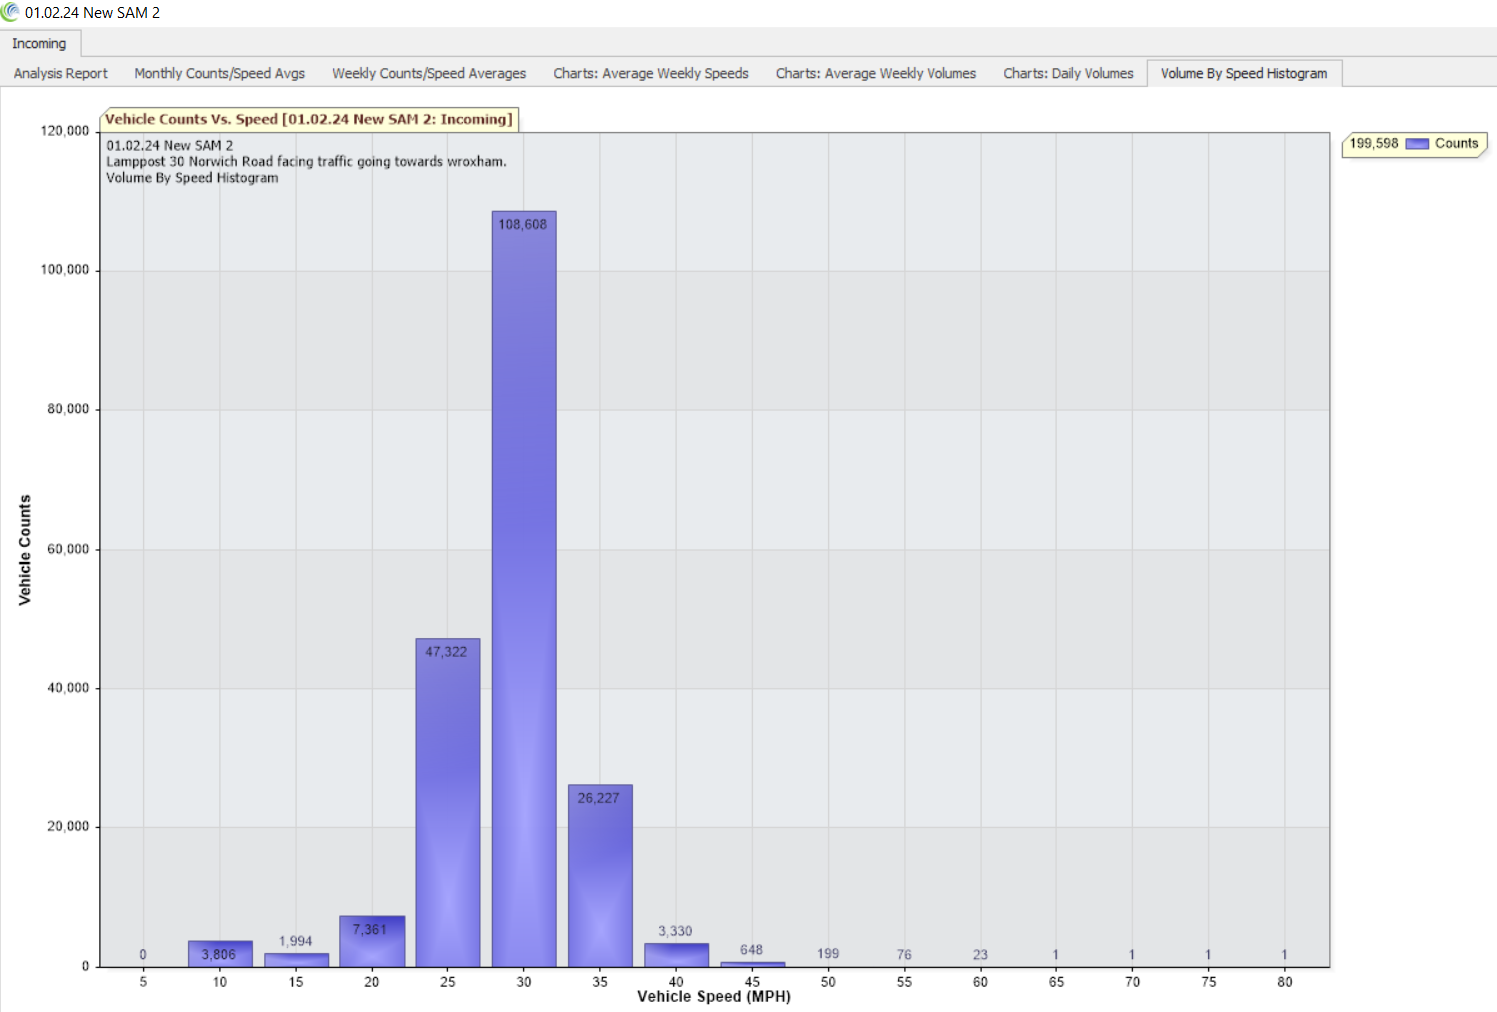 01.02.24 New SAM 2
Incoming
Analysis Report Monthly Counts/Speed Avgs Weekly Counts/Speed Averages Charts: Average Weekly Speeds Charts: Average Weekly Volumes Charts: Daily Volumes Volume By Speed Histogram
Vehicle Counts Vs. Speed [01.02.24 New SAM 2: Incoming]
01.02.24 New SAM 2
Lamppost 30 Norwich Road facing traffic going towards wroxham.
Volume By Speed Histogram
199,598 Counts
120,000
100,000
80,000
60,000
40,000
20,000
0
Vehicle Counts
0 3,806 1,994 7,361 47,322 108,608 26,227 3,330 648 199 76 23 1 1 1 1
5 10 15 20 25 30 35 40 45 50 55 60 65 70 75 80
Vehicle Speed (MPH)